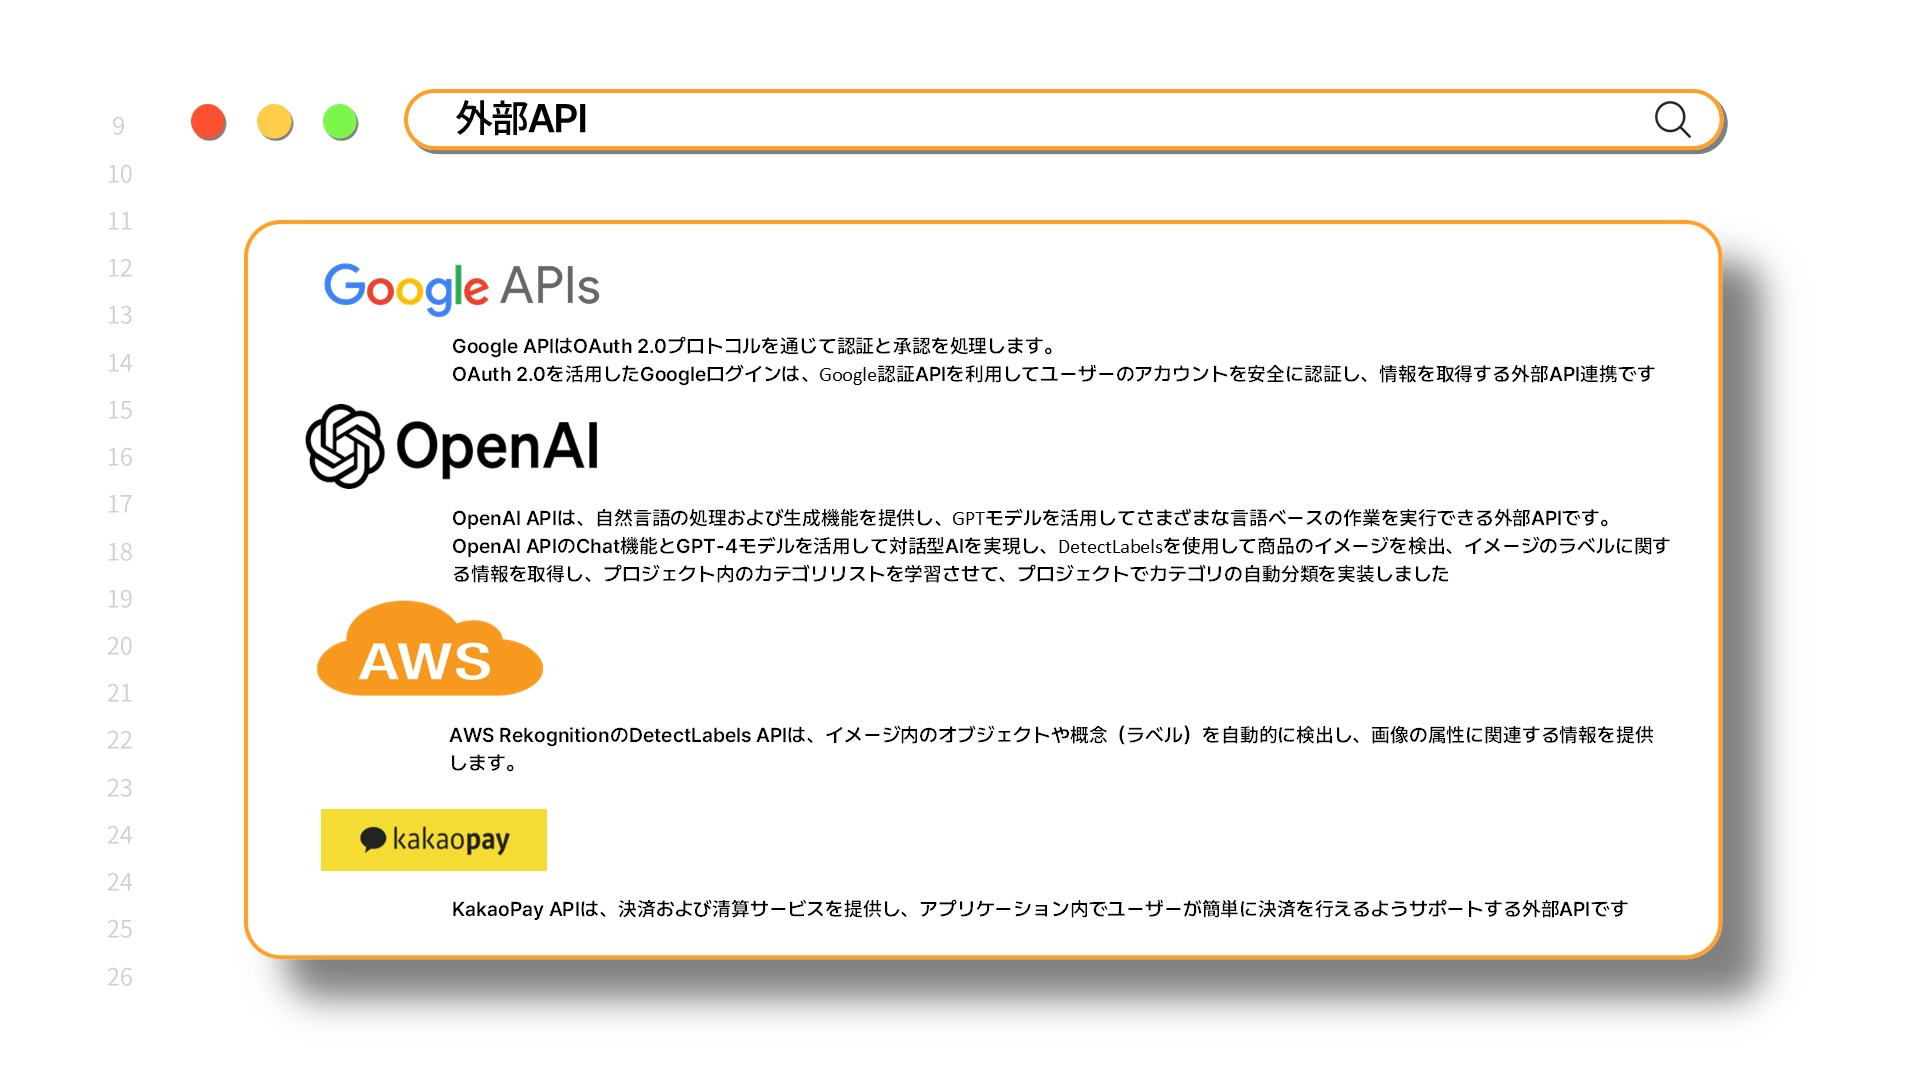 外部API
9
10
11
12
13
14
15
16
17
18
19
20
21
22
23
24
24
25
26
Google APIs
Google APIはOAuth 2.0プロトコルを通じて認証と承認を処理します。
OAuth 2.0を活用したGoogleログインは、Google認証APIを利用してユーザーのアカウントを安全に認証し、情報を取得する外部API連携です
OpenAI
OpenAI APIは、自然言語の処理および生成機能を提供し、GPTモデルを活用してさまざまな言語ベースの作業を実行できる外部APIです。
OpenAI APIのChat機能とGPT-4モデルを活用して対話型AIを実現し、DetectLabelsを使用して商品のイメージを検出、イメージのラベルに関す
る情報を取得し、プロジェクト内のカテゴリリストを学習させて、プロジェクトでカテゴリの自動分類を実装しました
AWS
AWS RekognitionのDetectLabels APIは、イメージ内のオブジェクトや概念（ラベル）を自動的に検出し、画像の属性に関連する情報を提供
します。
kakaopay
KakaoPay APIは、決済および清算サービスを提供し、アプリケーション内でユーザーが簡単に決済を行えるようサポートする外部APIです